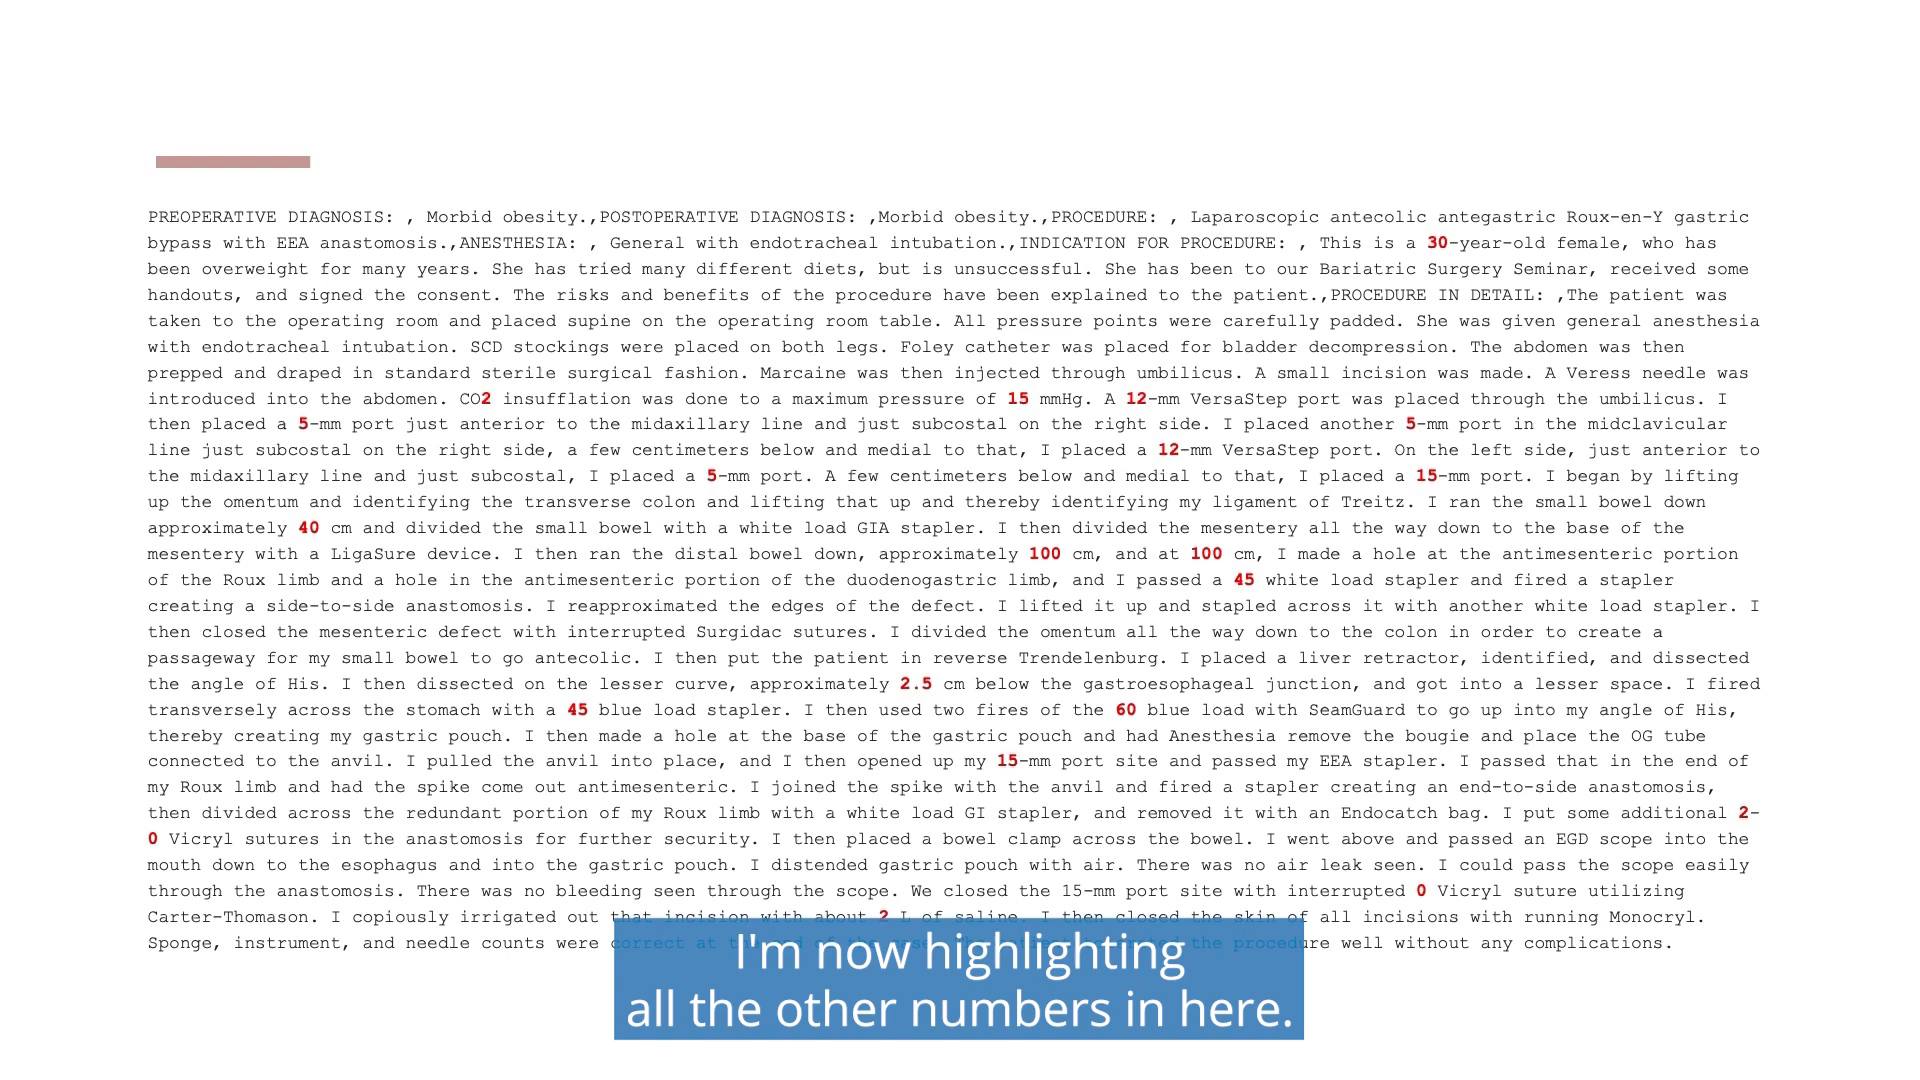 PREOPERATIVE DIAGNOSIS: , Morbid obesity.,POSTOPERATIVE DIAGNOSIS: ,Morbid obesity.,PROCEDURE: , Laparoscopic antecolic antegastric Roux-en-Y gastric
bypass with EEA anastomosis.,ANESTHESIA: , General with endotracheal intubation.,INDICATION FOR PROCEDURE: , This is a 30-year-old female, who has
been overweight for many years. She has tried many different diets, but is unsuccessful. She has been to our Bariatric Surgery Seminar, received some
handouts, and signed the consent. The risks and benefits of the procedure have been explained to the patient.,PROCEDURE IN DETAIL: ,The patient was
taken to the operating room and placed supine on the operating room table. All pressure points were carefully padded. She was given general anesthesia
with endotracheal intubation. SCD stockings were placed on both legs. Foley catheter was placed for bladder decompression. The abdomen was then
prepped and draped in standard sterile surgical fashion. Marcaine was then injected through umbilicus. A small incision was made. A Veress needle was
introduced into the abdomen. CO2 insufflation was done to a maximum pressure of 15 mmHg. A 12-mm VersaStep port was placed through the umbilicus. I
then placed a 5-mm port just anterior to the midaxillary line and just subcostal on the right side. I placed another 5-mm port in the midclavicular
line just subcostal on the right side, a few centimeters below and medial to that, I placed a 12-mm VersaStep port. On the left side, just anterior to
the midaxillary line and just subcostal, I placed a 5-mm port. A few centimeters below and medial to that, I placed a 15-mm port. I began by lifting
up the omentum and identifying the transverse colon and lifting that up and thereby identifying my ligament of Treitz. I ran the small bowel down
approximately 40 cm and divided the small bowel with a white load GIA stapler. I then divided the mesentery all the way down to the base of the
mesentery with a LigaSure device. I then ran the distal bowel down, approximately 100 cm, and at 100 cm, I made a hole at the antimesenteric portion
of the Roux limb and a hole in the antimesenteric portion of the duodenogastric limb, and I passed a 45 white load stapler and fired a stapler
creating a side-to-side anastomosis. I reapproximated the edges of the defect. I lifted it up and stapled across it with another white load stapler. I
then closed the mesenteric defect with interrupted Surgidac sutures. I divided the omentum all the way down to the colon in order to create a
passageway for my small bowel to go antecolic. I then put the patient in reverse Trendelenburg. I placed a liver retractor, identified, and dissected
the angle of His. I then dissected on the lesser curve, approximately 2.5 cm below the gastroesophageal junction, and got into a lesser space. I fired
transversely across the stomach with a 45 blue load stapler. I then used two fires of the 60 blue load with SeamGuard to go up into my angle of His,
thereby creating my gastric pouch. I then made a hole at the base of the gastric pouch and had Anesthesia remove the bougie and place the OG tube
connected to the anvil. I pulled the anvil into place, and I then opened up my 15-mm port site and passed my EEA stapler. I passed that in the end of
my Roux limb and had the spike come out antimesenteric. I joined the spike with the anvil and fired a stapler creating an end-to-side anastomosis,
then divided across the redundant portion of my Roux limb with a white load GI stapler, and removed it with an Endocatch bag. I put some additional 2-
0 Vicryl sutures in the anastomosis for further security. I then placed a bowel clamp across the bowel. I went above and passed an EGD scope into the
mouth down to the esophagus and into the gastric pouch. I distended gastric pouch with air. There was no air leak seen. I could pass the scope easily
through the anastomosis. There was no bleeding seen through the scope. We closed the 15-mm port site with interrupted 0 Vicryl suture utilizing
Carter-Thomason. I copiously irrigated out that incision with about 2 L of saline. I then closed the skin of all incisions with running Monocryl.
Sponge, instrument, and needle counts were correct at the end of the case. the procedure well without any complications.
I'm now highlighting
all the other numbers in here.